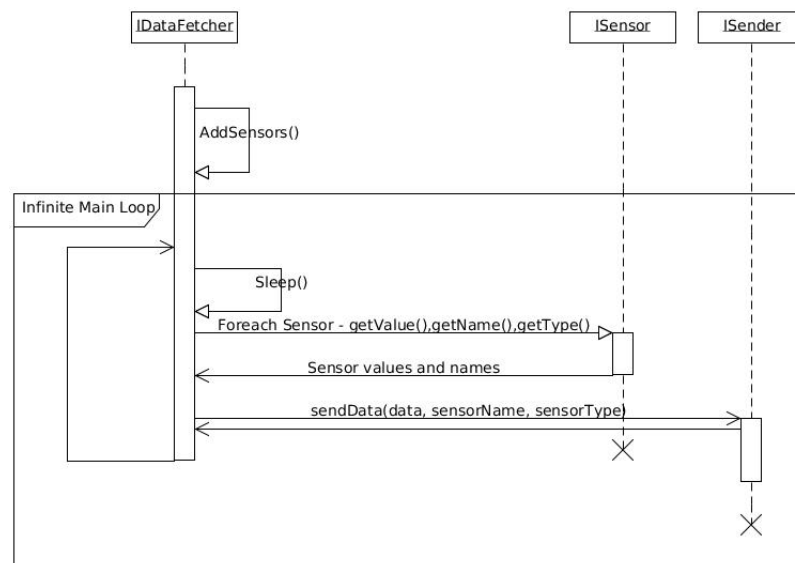 IDataFetcher
ISensor
ISender
AddSensors()
Infinite Main Loop
Sleep()
Foreach Sensor - getValue(),getName(),getType()
Sensor values and names
sendData(data, sensorName, sensorType)